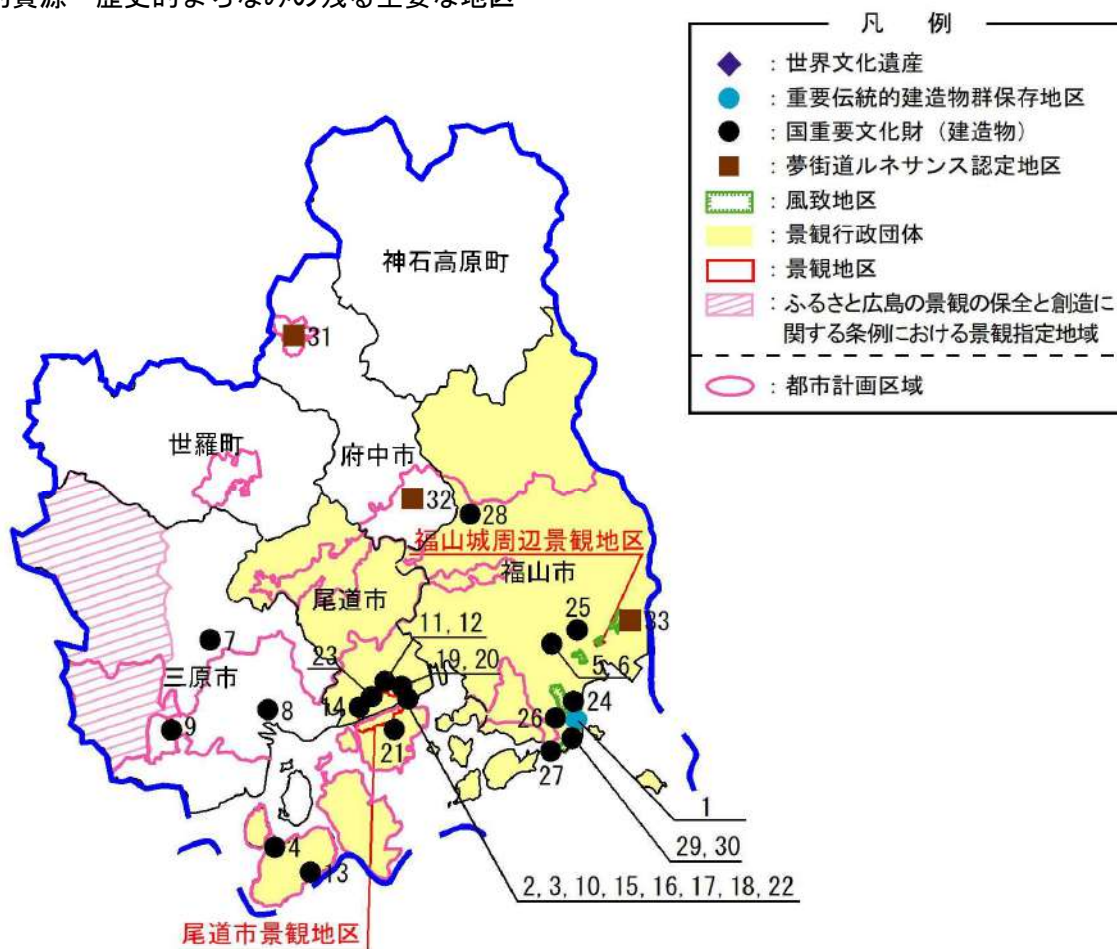 歴史的まちなみの残る主要な地区
凡 例
：世界文化遺産
：重要伝統的建造物群保存地区
：国重要文化財（建造物）
：夢街道ルネサンス認定地区
：風致地区
：景観行政団体
：景観地区
：ふるさと広島の景観の保全と創造に
関する条例における景観指定地域
：都市計画区域
神石高原町
31
世羅町
府中市
32
28
福山城周辺景観地区
福山市
尾道市
25
33
11, 12
7
23
19, 20
5, 6
三原市
14
24
8
26
9
21
27
1
4
29, 30
13
2, 3, 10, 15, 16, 17, 18, 22
尾道市景観地区